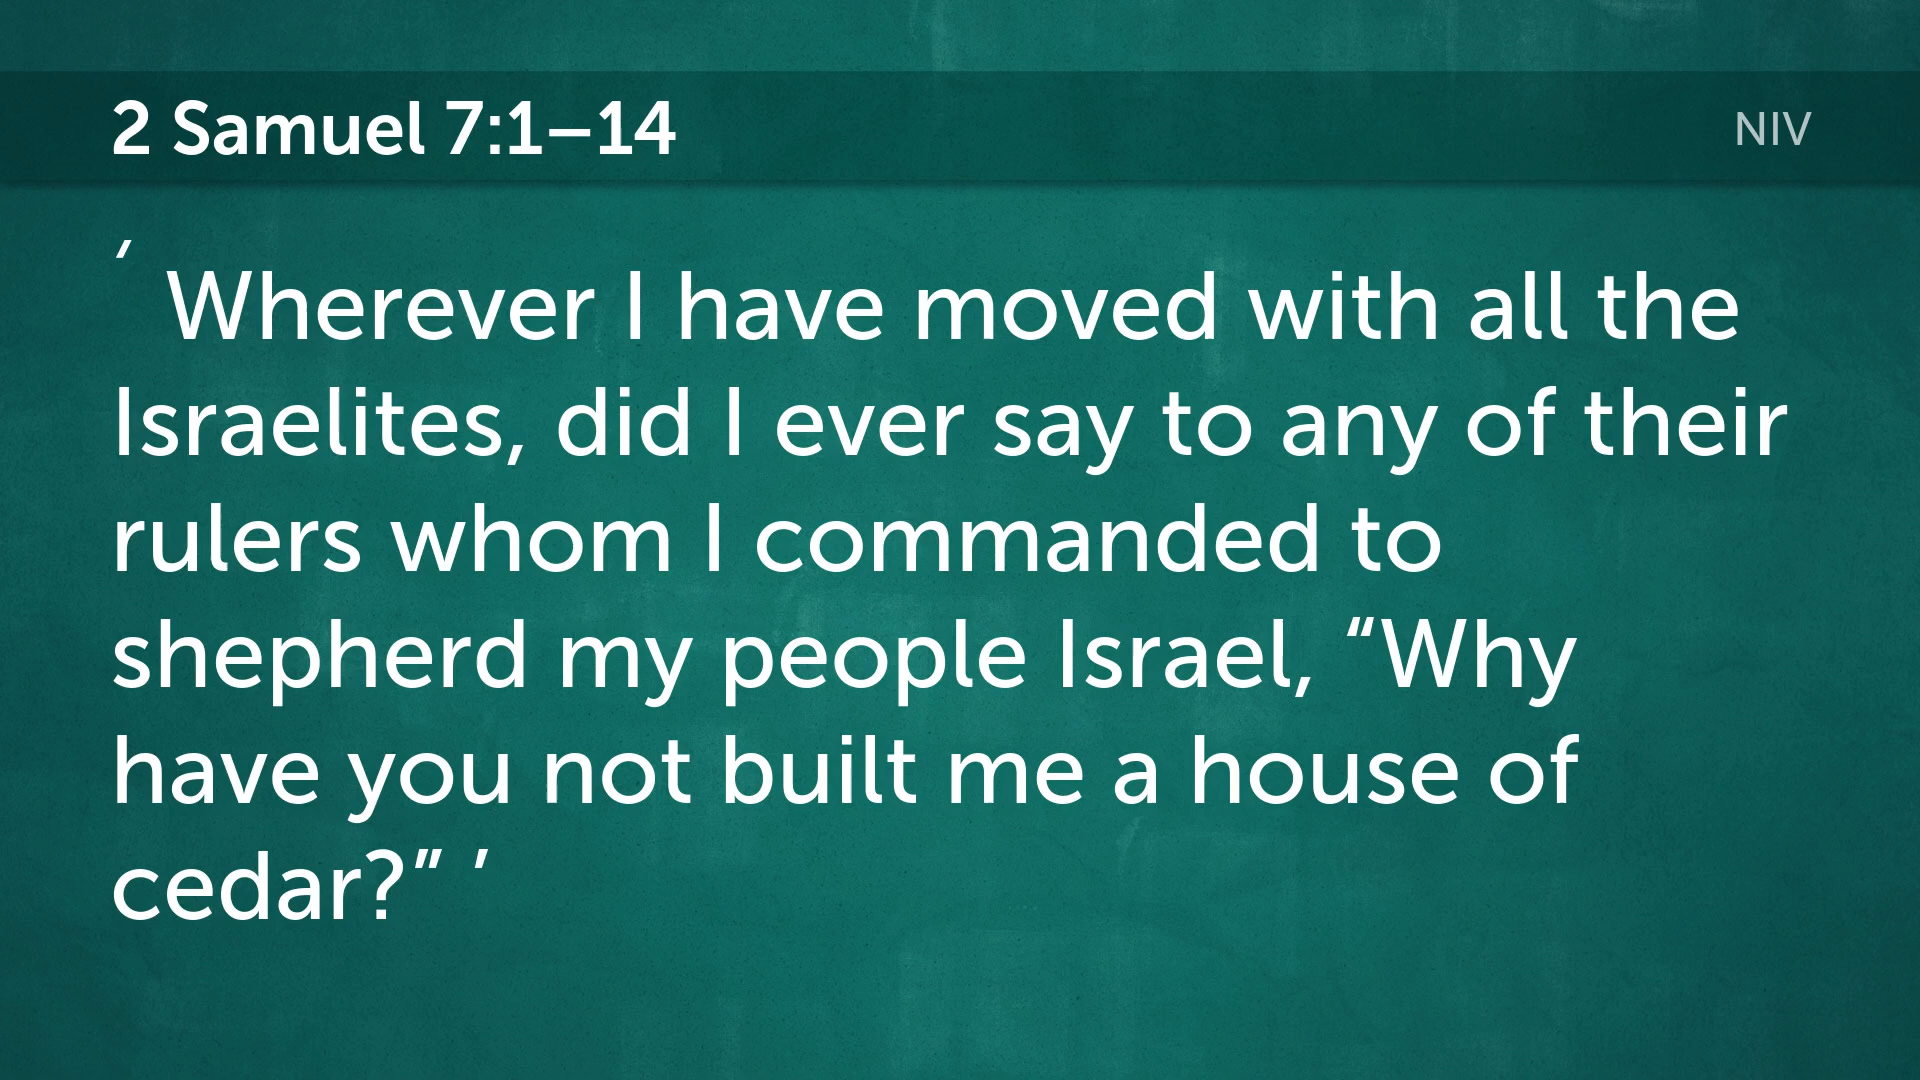 2 Samuel 7:1–14
NIV
′ Wherever I have moved with all the
Israelites, did I ever say to any of their
rulers whom I commanded to
shepherd my people Israel, “Why
have you not built me a house of
cedar?” ’